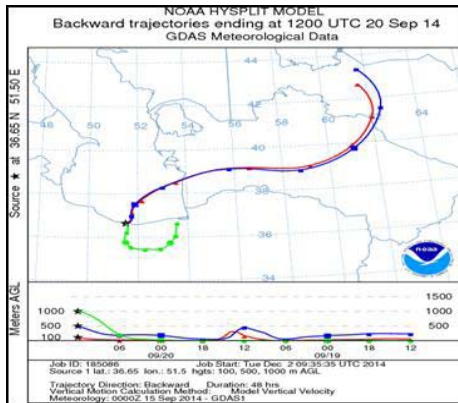 NOAA HYSPLIT MODEL
Backward trajectories ending at 1200 UTC 20 Sep 14
GDAS Meteorological Data
Source ★ at 36.65 N 51.50 E
44
42
40
38
36
34
46
48
50
52
54
56
58
60
62
64
noaa
Meters AGL
1500
1000
1000
500
500
100
06 00 18 12 06 00 18 12
09/20 09/19
Job ID: 185086 Job Start: Tue Dec 2 09:35:35 UTC 2014
Source 1 lat.: 36.65 lon.: 51.5 hgts: 100, 500, 1000 m AGL
Trajectory Direction: Backward Duration: 48 hrs
Vertical Motion Calculation Method: Model Vertical Velocity
Meteorology: 0000Z 15 Sep 2014 - GDAS1